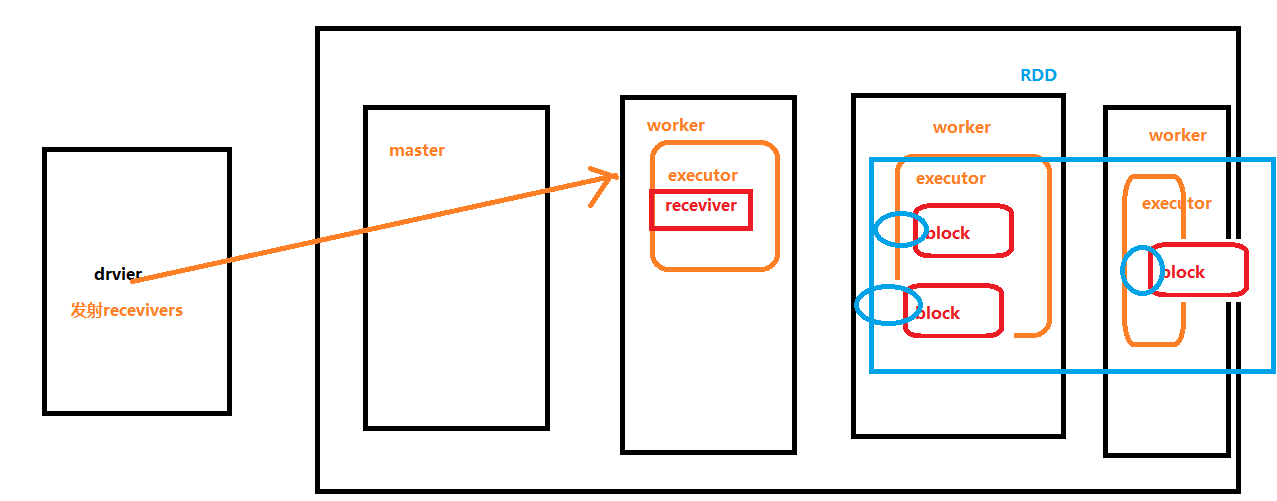 drvier
发射recevivers
master
worker
executor
receviver
RDD
worker
executor
block
block
worker
executor
block